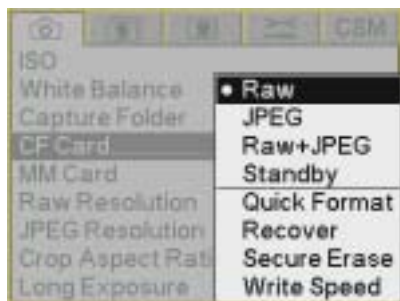 CSM
ISO
White Balance
Capture Folder
CF Card
MM Card
Raw Resolution
JPEG Resolution
Crop Aspect Rati
Long Exposure
Raw
JPEG
Raw+JPEG
Standby
Quick Format
Recover
Secure Erase
Write Speed